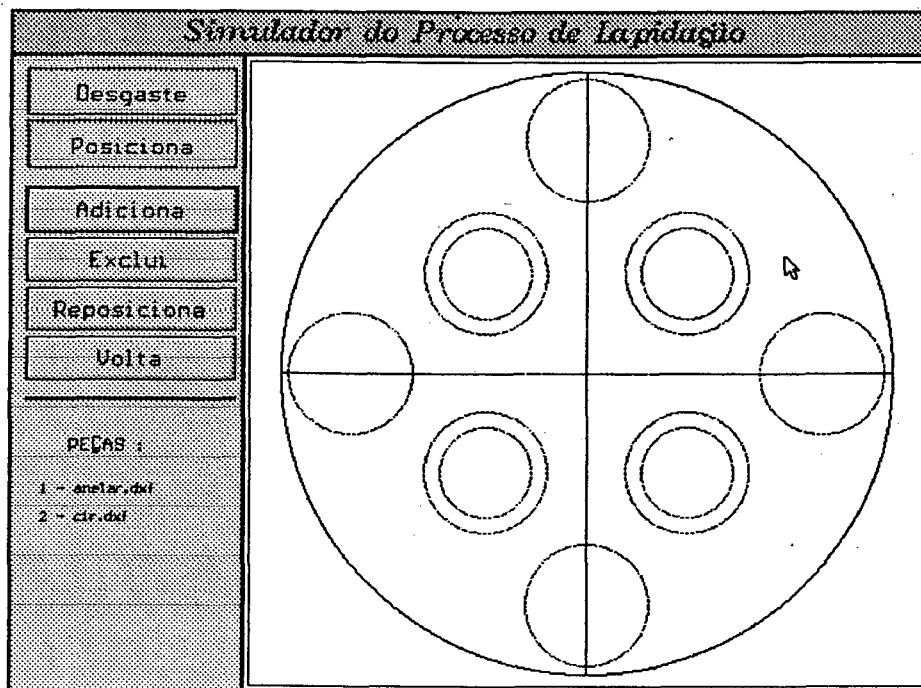 Simulador do Processo de Lapidação
Desgaste
Posiciona
Adiciona
Exclui
Reposiciona
Volta
PEÇAS :
1 - anelar.dxf
2 - cir.dxf